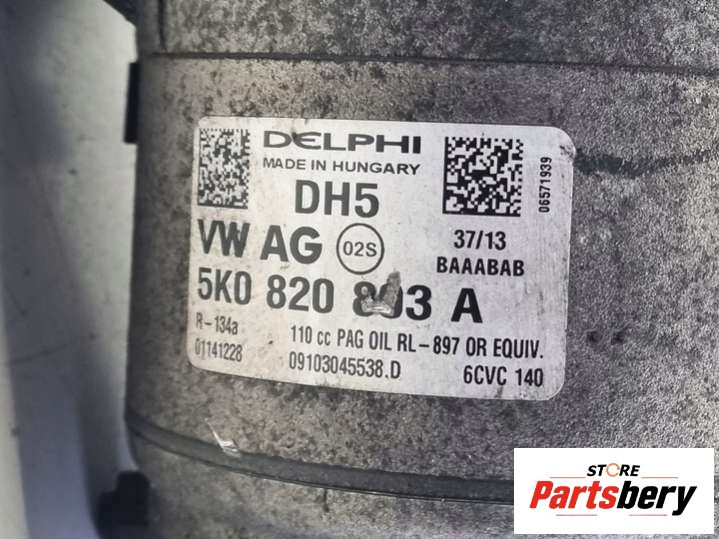 DELPHI
MADE IN HUNGARY
DH5
06571939
VW AG 02S
37/13
BAAABAB
5K0 820 803 A
R-134a
110 cc PAG OIL RL-897 OR EQUIV.
01141228
09103045538.D
6CVC 140
STORE
Partsbery